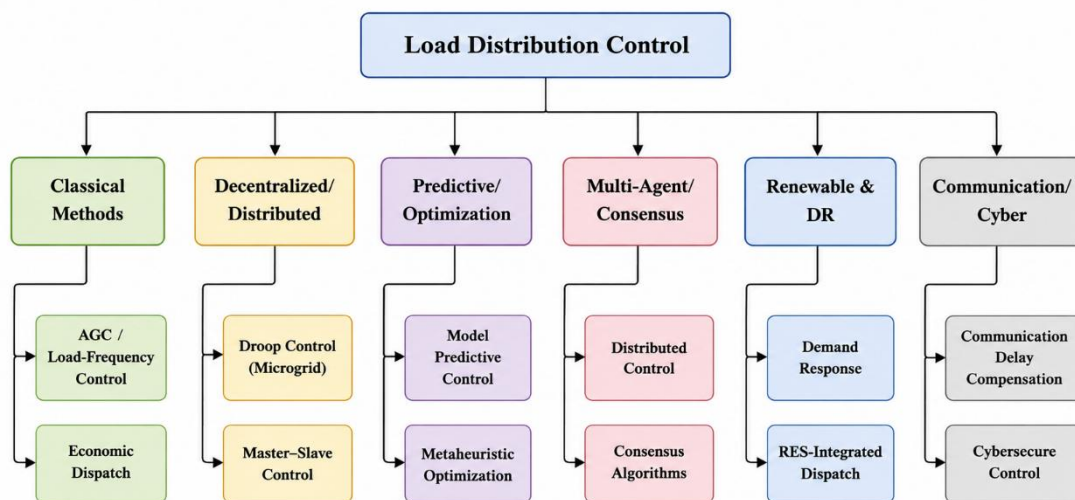 Load Distribution Control
Classical
Methods
Decentralized/
Distributed
Predictive/
Optimization
Multi-Agent/
Consensus
Renewable &
DR
Communication/
Cyber
AGC /
Load-Frequency
Control
Droop Control
(Microgrid)
Model
Predictive
Control
Distributed
Control
Demand
Response
Communication
Delay
Compensation
Economic
Dispatch
Master–Slave
Control
Metaheuristic
Optimization
Consensus
Algorithms
RES-Integrated
Dispatch
Cybersecure
Control